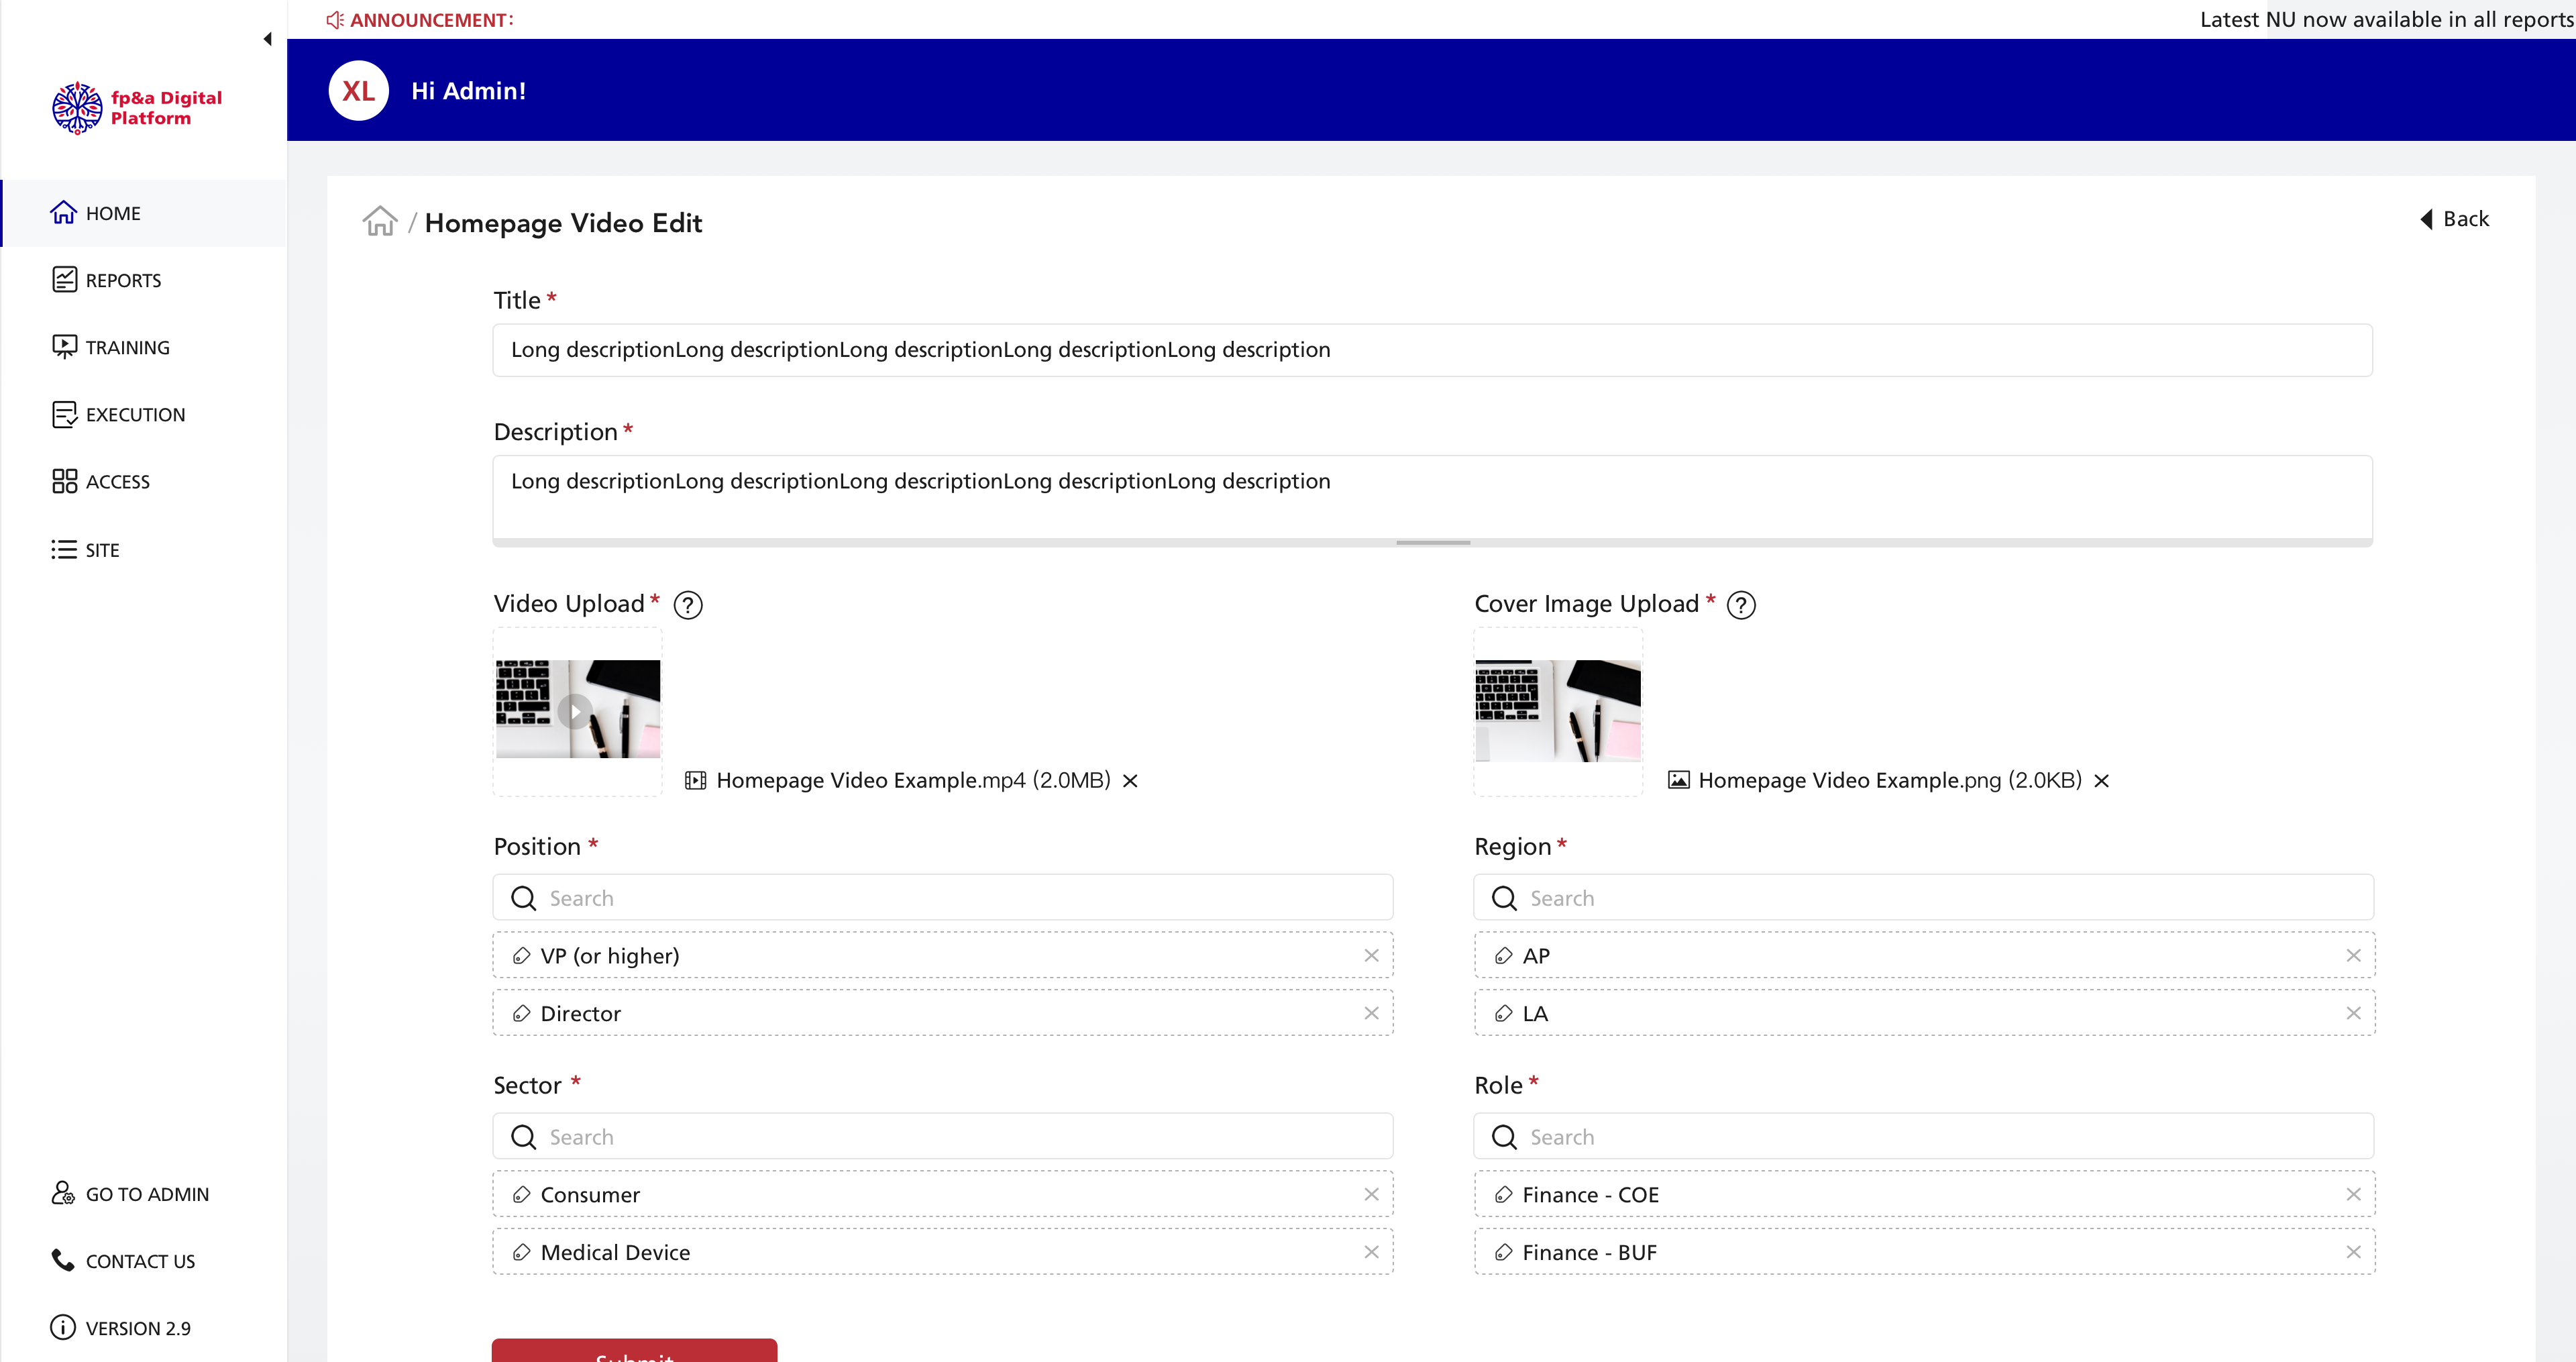 ANNOUNCEMENT:
Latest NU now available in all reports
XL
Hi Admin!
fp&a Digital
Platform
HOME
REPORTS
TRAINING
EXECUTION
ACCESS
SITE
GO TO ADMIN
CONTACT US
VERSION 2.9
/ Homepage Video Edit
Back
Title *
Long descriptionLong descriptionLong descriptionLong descriptionLong description
Description *
Long descriptionLong descriptionLong descriptionLong descriptionLong description
Video Upload * ?
Cover Image Upload * ?
Homepage Video Example.mp4 (2.0MB)
Homepage Video Example.png (2.0KB)
Position *
Region *
Search
Search
VP (or higher)
AP
Director
LA
Sector *
Role *
Search
Search
Consumer
Finance - COE
Medical Device
Finance - BUF
Submit